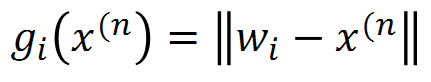 gᵢ(x⁽ⁿ) = ‖wᵢ − x⁽ⁿ‖